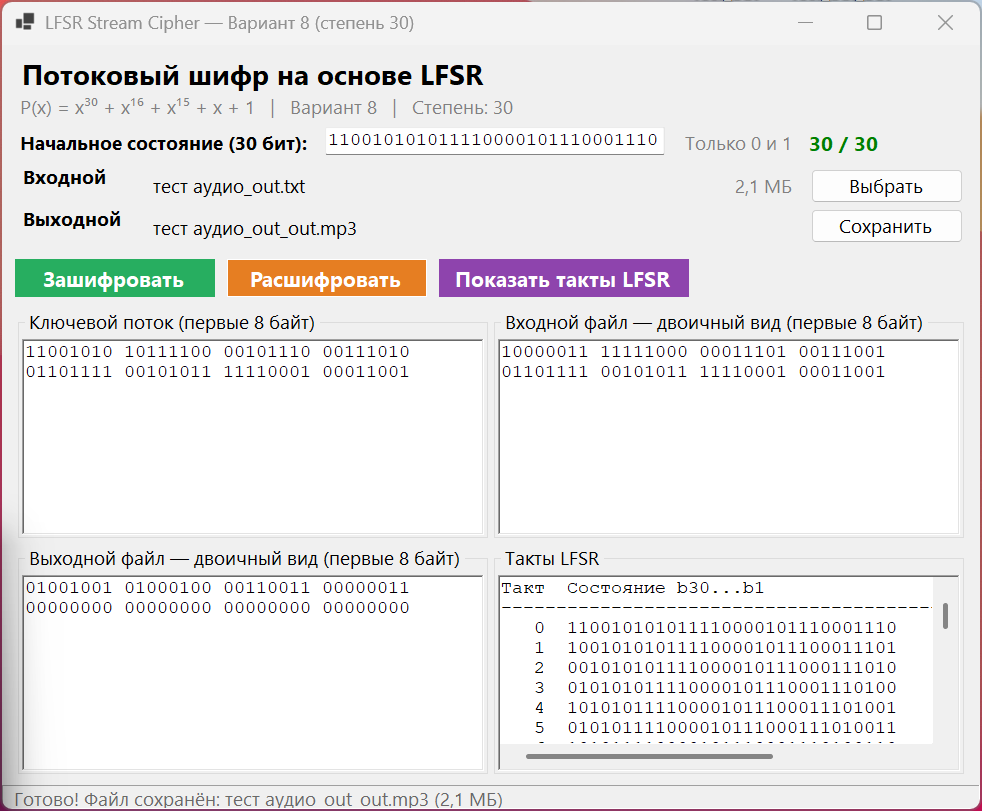 LFSR Stream Cipher — Вариант 8 (степень 30)
Потоковый шифр на основе LFSR
P(x) = x³⁰ + x¹⁶ + x¹⁵ + x + 1 | Вариант 8 | Степень: 30
Начальное состояние (30 бит): 110010101011110000101110001110 Только 0 и 1 30 / 30
Входной тест аудио_out.txt 2,1 МБ Выбрать
Выходной тест аудио_out_out.mp3 Сохранить
Зашифровать Расшифровать Показать такты LFSR
Ключевой поток (первые 8 байт)
11001010 10111100 00101110 00111010
01101111 00101011 11110001 00011001
Входной файл — двоичный вид (первые 8 байт)
10000011 11111000 00011101 00111001
01101111 00101011 11110001 00011001
Выходной файл — двоичный вид (первые 8 байт)
01001001 01000100 00110011 00000011
00000000 00000000 00000000 00000000
Такты LFSR
Такт Состояние b30...b1
----------------------------------------
0 110010101011110000101110001110
1 100101010111100001011100011101
2 001010101111000010111000111010
3 010101011110000101110001110100
4 101010111100001011100011101001
5 010101111000010111000111010011
Готово! Файл сохранён: тест аудио_out_out.mp3 (2,1 МБ)